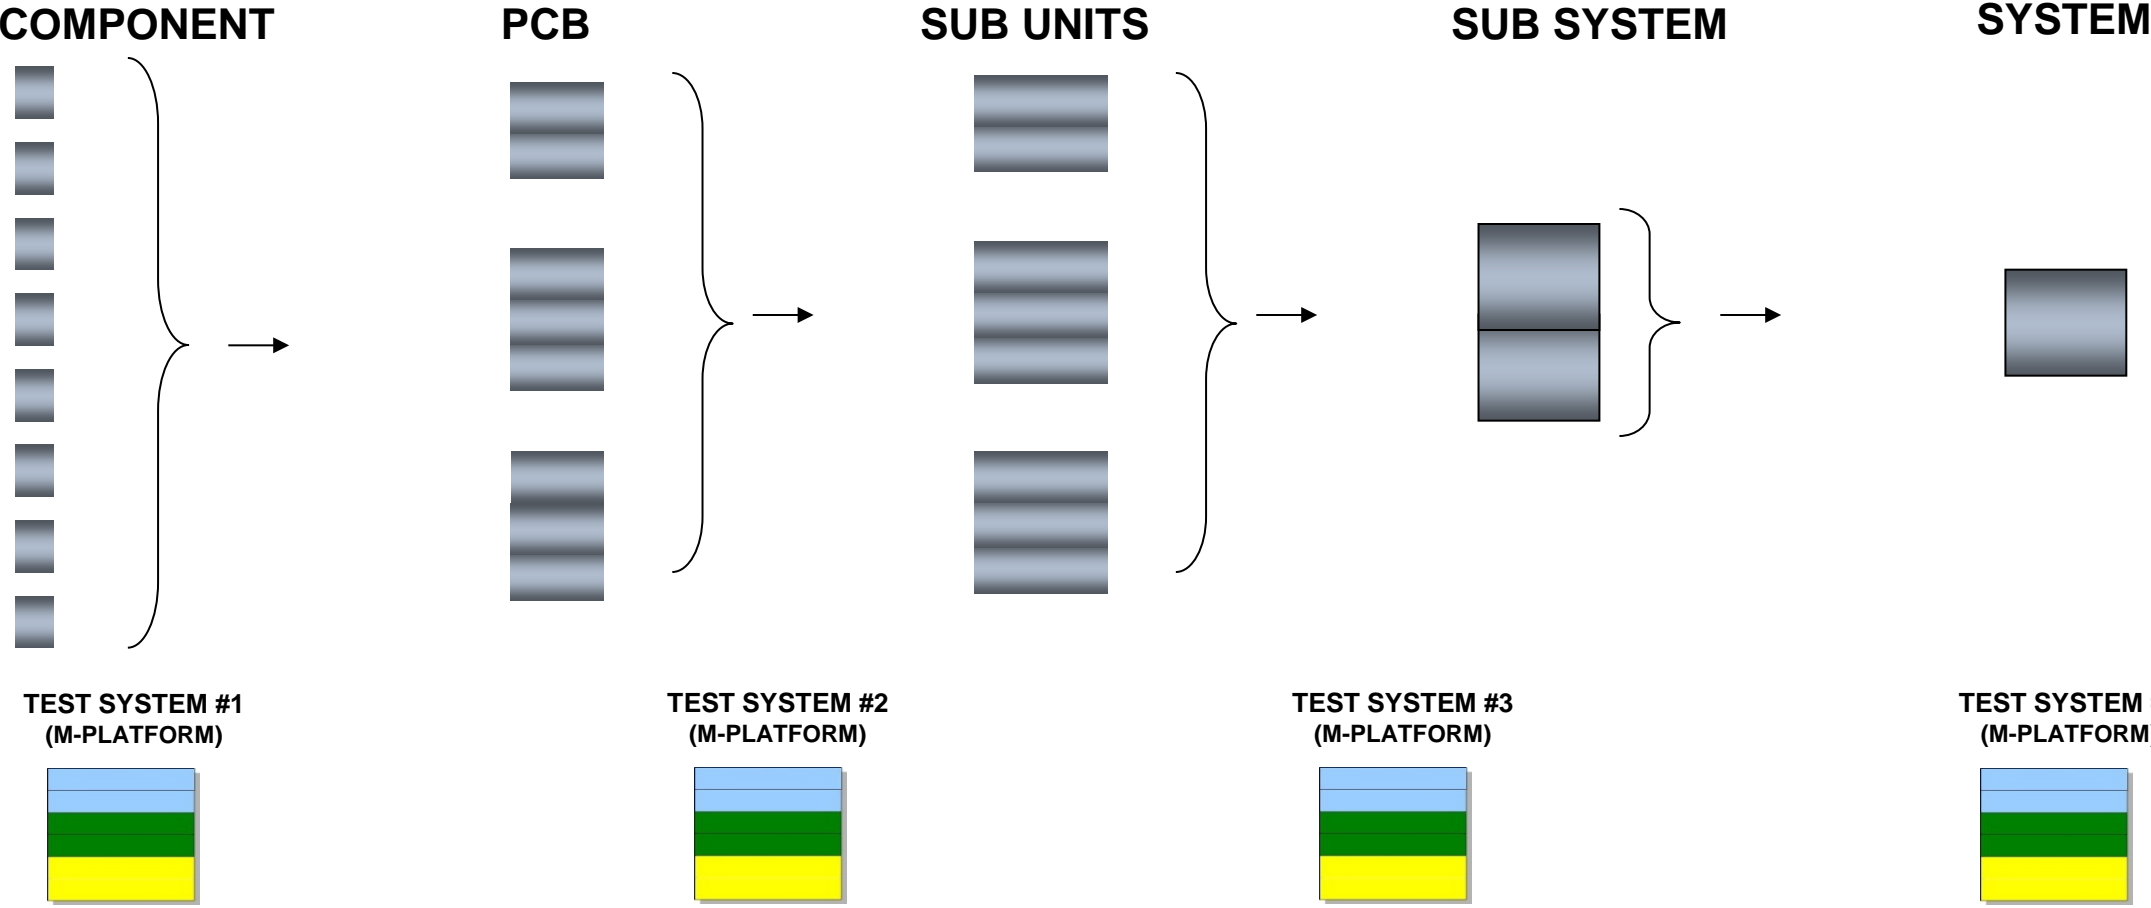 COMPONENT
PCB
SUB UNITS
SUB SYSTEM
SYSTEM
TEST SYSTEM #1
(M-PLATFORM)
TEST SYSTEM #2
(M-PLATFORM)
TEST SYSTEM #3
(M-PLATFORM)
TEST SYSTEM
(M-PLATFORM)